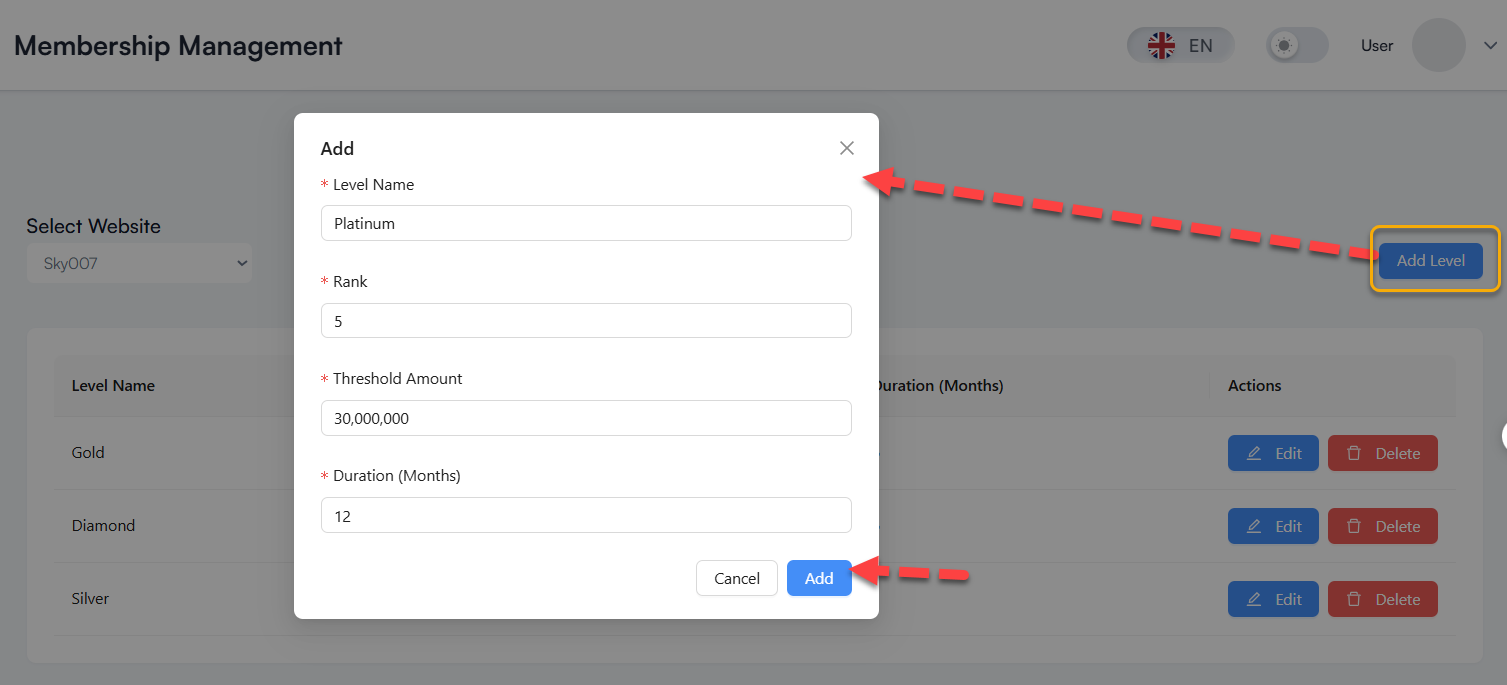 Membership Management
EN
User
Add
* Level Name
Platinum
Select Website
Sky007
Add Level
* Rank
5
* Threshold Amount
30,000,000
Level Name
Duration (Months)
Actions
Gold
Edit
Delete
* Duration (Months)
12
Diamond
Edit
Delete
Cancel
Add
Silver
Edit
Delete